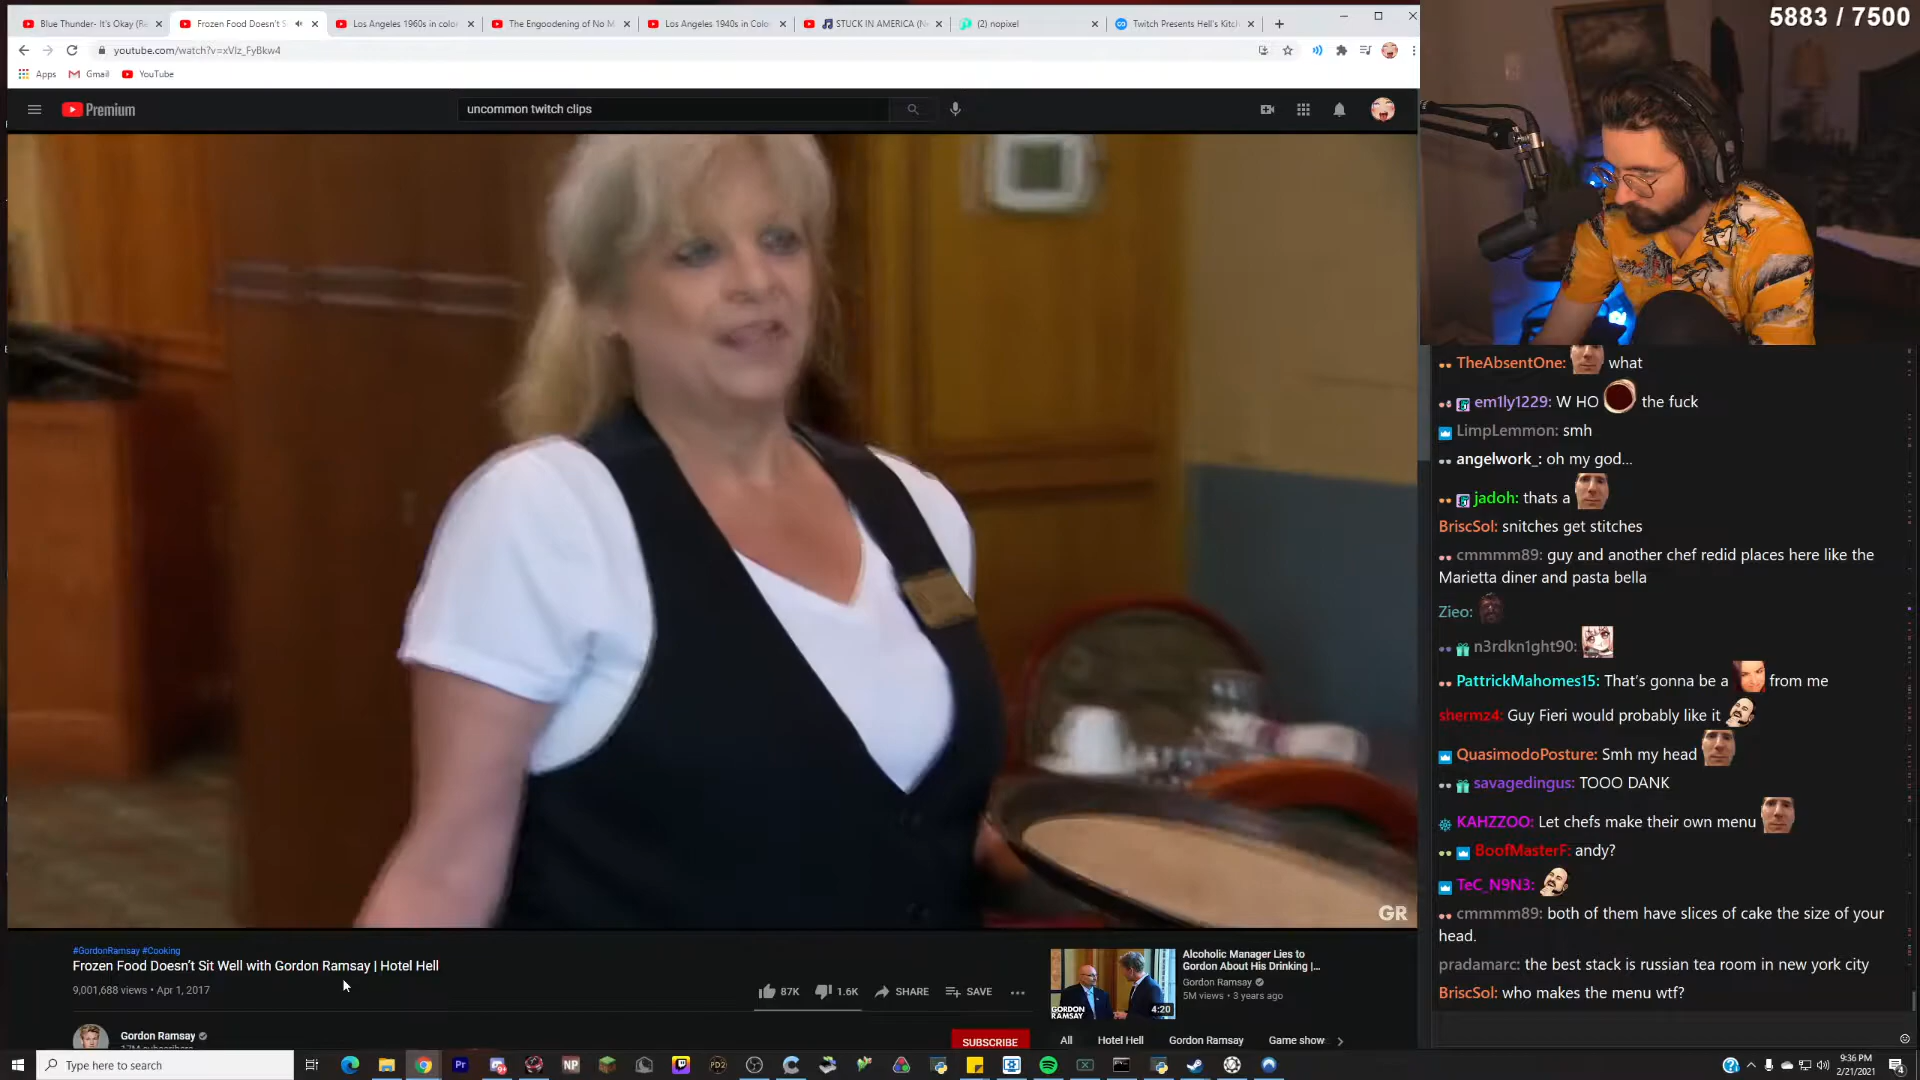 Blue Thunder- It's Okay (Re
Frozen Food Doesn't S
Los Angeles 1960s in color
The Engoodening of No M
Los Angeles 1940s in Colo
STUCK IN AMERICA (N
(2) nopixel
Twitch Presents Hell's Kitch
5883 / 7500
youtube.com/watch?v=xVlz_FyBkw4
Apps
Gmail
YouTube
Premium
uncommon twitch clips
GR
#GordonRamsay #Cooking
Frozen Food Doesn't Sit Well with Gordon Ramsay | Hotel Hell
9,001,688 views • Apr 1, 2017
87K
1.6K
SHARE
SAVE
Gordon Ramsay
SUBSCRIBE
GORDON
RAMSAY
4:20
Alcoholic Manager Lies to
Gordon About His Drinking |...
Gordon Ramsay
5M views • 3 years ago
All
Hotel Hell
Gordon Ramsay
Game show
TheAbsentOne: what
em1ly1229: W HO the fuck
LimpLemmon: smh
angelwork_: oh my god...
jadoh: thats a
BriscSol: snitches get stitches
cmmmm89: guy and another chef redid places here like the
Marietta diner and pasta bella
Zieo:
n3rdkn1ght90:
PattrickMahomes15: That's gonna be a from me
shermz4: Guy Fieri would probably like it
QuasimodoPosture: Smh my head
savagedingus: TOOO DANK
KAHZZOO: Let chefs make their own menu
BoofMasterF: andy?
TeC_N9N3:
cmmmm89: both of them have slices of cake the size of your
head.
pradamarc: the best stack is russian tea room in new york city
BriscSol: who makes the menu wtf?
Type here to search
Pr
NP
PD2
9:36 PM
2/21/2021